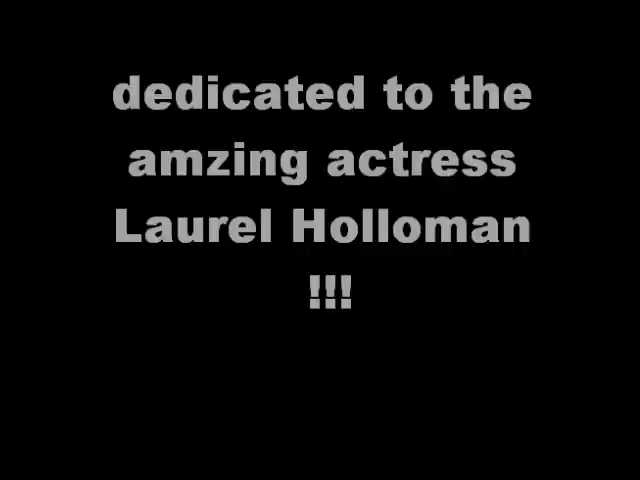 dedicated to the
amzing actress
Laurel Holloman
!!!